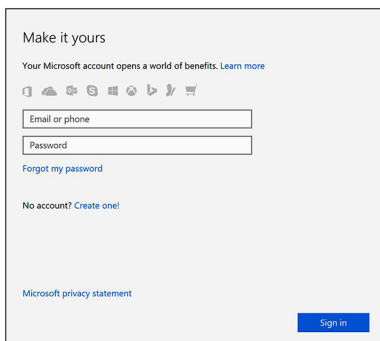 Make it yours
Your Microsoft account opens a world of benefits. Learn more
Email or phone
Password
Forgot my password
No account? Create one!
Microsoft privacy statement
Sign in